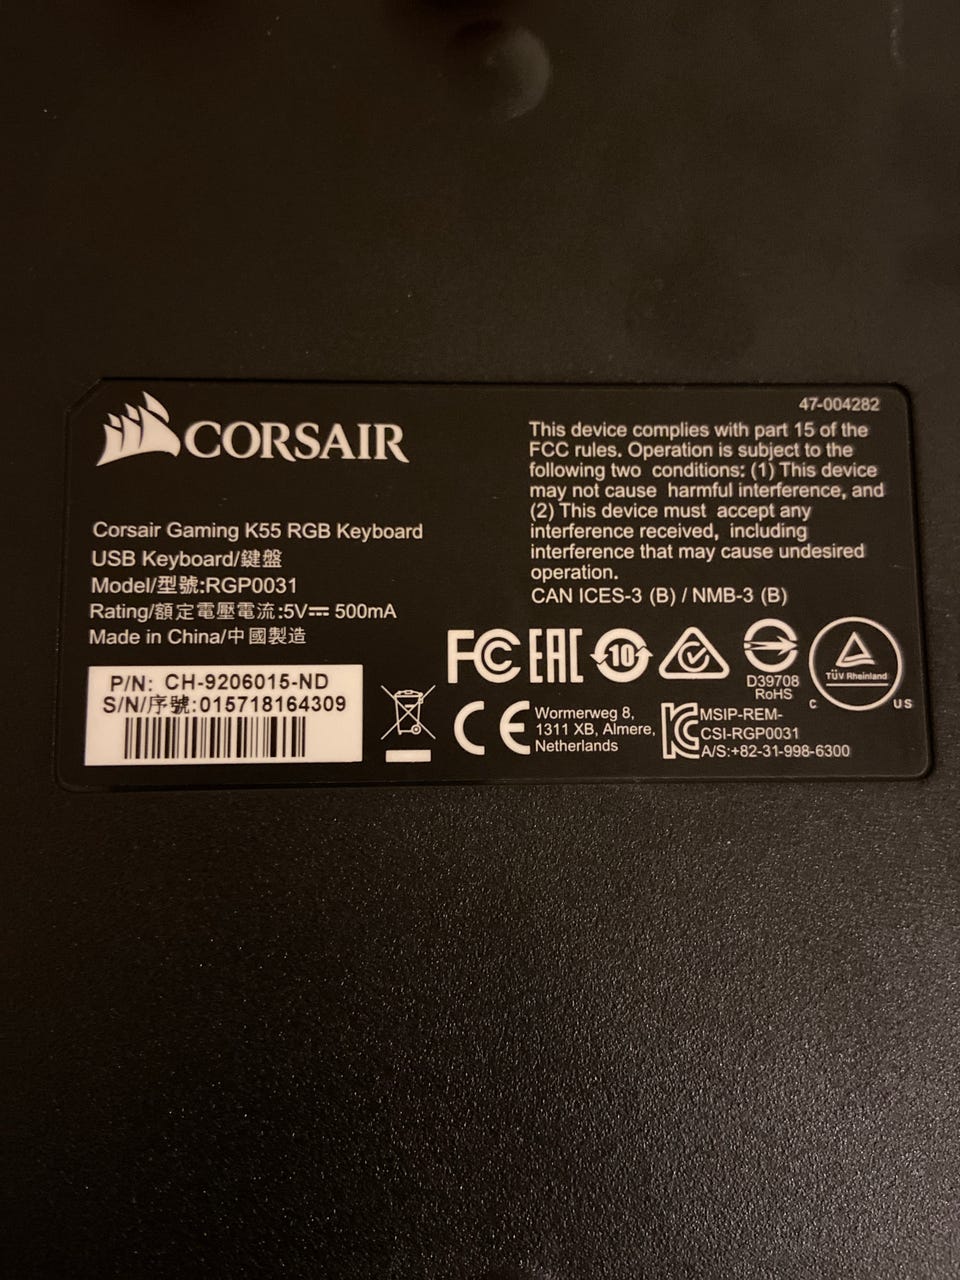 CORSAIR
Corsair Gaming K55 RGB Keyboard
USB Keyboard/鍵盤
Model/型號:RGP0031
Rating/額定電壓電流:5V⎓ 500mA
Made in China/中國製造
P/N: CH-9206015-ND
S/N/序號:015718164309
47-004282
This device complies with part 15 of the
FCC rules. Operation is subject to the
following two conditions: (1) This device
may not cause harmful interference, and
(2) This device must accept any
interference received, including
interference that may cause undesired
operation.
CAN ICES-3 (B) / NMB-3 (B)
FC EAC 10
D39708
RoHS
TÜV Rheinland
C US
CE
Wormerweg 8,
1311 XB, Almere,
Netherlands
MSIP-REM-
CSI-RGP0031
A/S:+82-31-998-6300